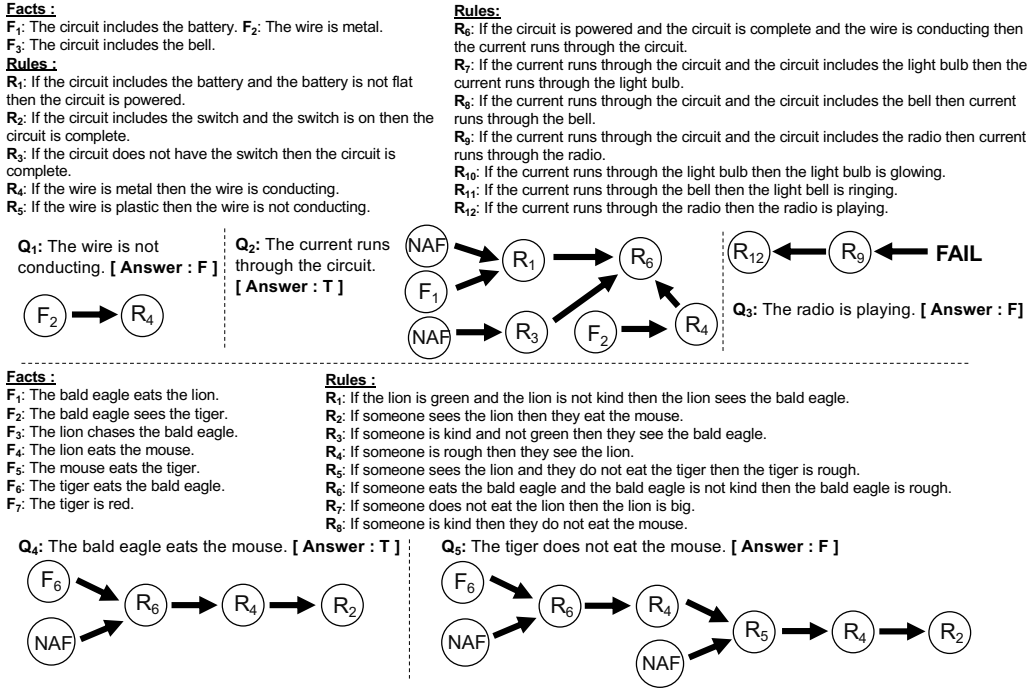 Facts :
F1: The circuit includes the battery. F2: The wire is metal.
F3: The circuit includes the bell.
Rules :
R1: If the circuit includes the battery and the battery is not flat
then the circuit is powered.
R2: If the circuit includes the switch and the switch is on then the
circuit is complete.
R3: If the circuit does not have the switch then the circuit is
complete.
R4: If the wire is metal then the wire is conducting.
R5: If the wire is plastic then the wire is not conducting.
Rules:
R6: If the circuit is powered and the circuit is complete and the wire is conducting then
the current runs through the circuit.
R7: If the current runs through the circuit and the circuit includes the light bulb then the
current runs through the light bulb.
R8: If the current runs through the circuit and the circuit includes the bell then current
runs through the bell.
R9: If the current runs through the circuit and the circuit includes the radio then current
runs through the radio.
R10: If the current runs through the light bulb then the light bulb is glowing.
R11: If the current runs through the bell then the light bell is ringing.
R12: If the current runs through the radio then the radio is playing.
Q1: The wire is not
conducting. [ Answer : F ]
F2 R4
Q2: The current runs
through the circuit.
[ Answer : T ]
NAF
R1 R6
F1
NAF R3 F2 R4
R12 R9 FAIL
Q3: The radio is playing. [ Answer : F]
Facts :
F1: The bald eagle eats the lion.
F2: The bald eagle sees the tiger.
F3: The lion chases the bald eagle.
F4: The lion eats the mouse.
F5: The mouse eats the tiger.
F6: The tiger eats the bald eagle.
F7: The tiger is red.
Rules :
R1: If the lion is green and the lion is not kind then the lion sees the bald eagle.
R2: If someone sees the lion then they eat the mouse.
R3: If someone is kind and not green then they see the bald eagle.
R4: If someone is rough then they see the lion.
R5: If someone sees the lion and they do not eat the tiger then the tiger is rough.
R6: If someone eats the bald eagle and the bald eagle is not kind then the bald eagle is rough.
R7: If someone does not eat the lion then the lion is big.
R8: If someone is kind then they do not eat the mouse.
Q4: The bald eagle eats the mouse. [ Answer : T ]
F6
R6 R4 R2
NAF
Q5: The tiger does not eat the mouse. [ Answer : F ]
F6
R6 R4
NAF
R5 R4 R2
NAF